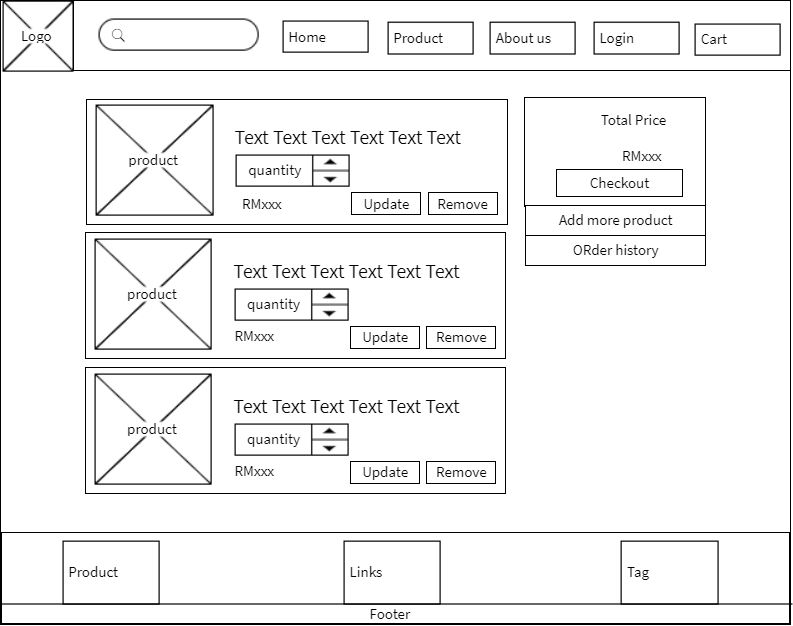 Logo
Home
Product
About us
Login
Cart
product
Text Text Text Text Text Text
quantity
RMxxx
Update
Remove
product
Text Text Text Text Text Text
quantity
RMxxx
Update
Remove
product
Text Text Text Text Text Text
quantity
RMxxx
Update
Remove
Total Price
RMxxx
Checkout
Add more product
ORder history
Product
Links
Tag
Footer